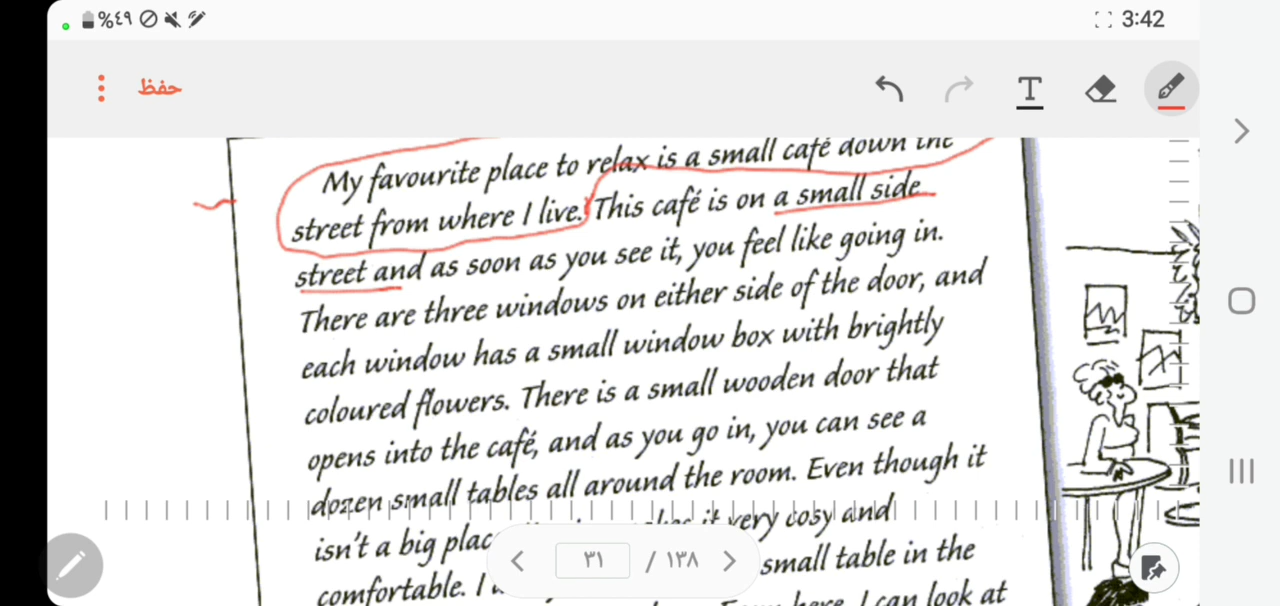 %٤٩
3:42
حفظ
T
My favourite place to relax is a small café down the
street from where I live. This café is on a small side
street and as soon as you see it, you feel like going in.
There are three windows on either side of the door, and
each window has a small window box with brightly
coloured flowers. There is a small wooden door that
opens into the café, and as you go in, you can see a
dozen small tables all around the room. Even though it
isn't a big it very cosy and
comfortable. I small table in the
here, I can look at
٣١ / ١٣٨